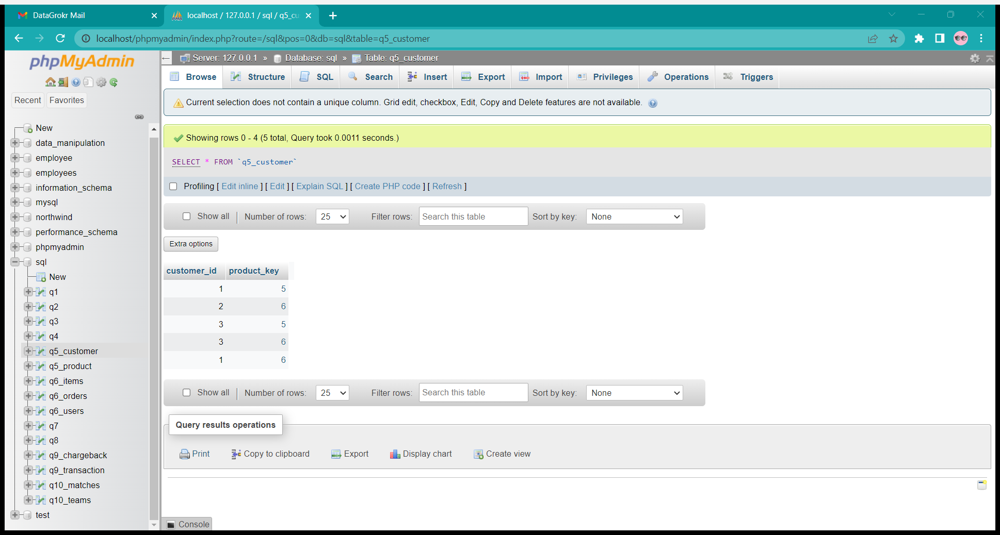 DataGrokr Mail
localhost / 127.0.0.1 / sql / q5_cu
localhost/phpmyadmin/index.php?route=/sql&pos=0&db=sql&table=q5_customer
phpMyAdmin
Recent Favorites
New
data_manipulation
employee
employees
information_schema
mysql
northwind
performance_schema
phpmyadmin
sql
New
q1
q2
q3
q4
q5_customer
q5_product
q6_items
q6_orders
q6_users
q7
q8
q9_chargeback
q9_transaction
q10_matches
q10_teams
test
Server: 127.0.0.1 » Database: sql » Table: q5_customer
Browse Structure SQL Search Insert Export Import Privileges Operations Triggers
Current selection does not contain a unique column. Grid edit, checkbox, Edit, Copy and Delete features are not available.
Showing rows 0 - 4 (5 total, Query took 0.0011 seconds.)
SELECT * FROM `q5_customer`
Profiling [ Edit inline ] [ Edit ] [ Explain SQL ] [ Create PHP code ] [ Refresh ]
Show all | Number of rows: 25 Filter rows: Search this table Sort by key: None
Extra options
customer_id product_key
1 5
2 6
3 5
3 6
1 6
Show all | Number of rows: 25 Filter rows: Search this table Sort by key: None
Query results operations
Print Copy to clipboard Export Display chart Create view
Console